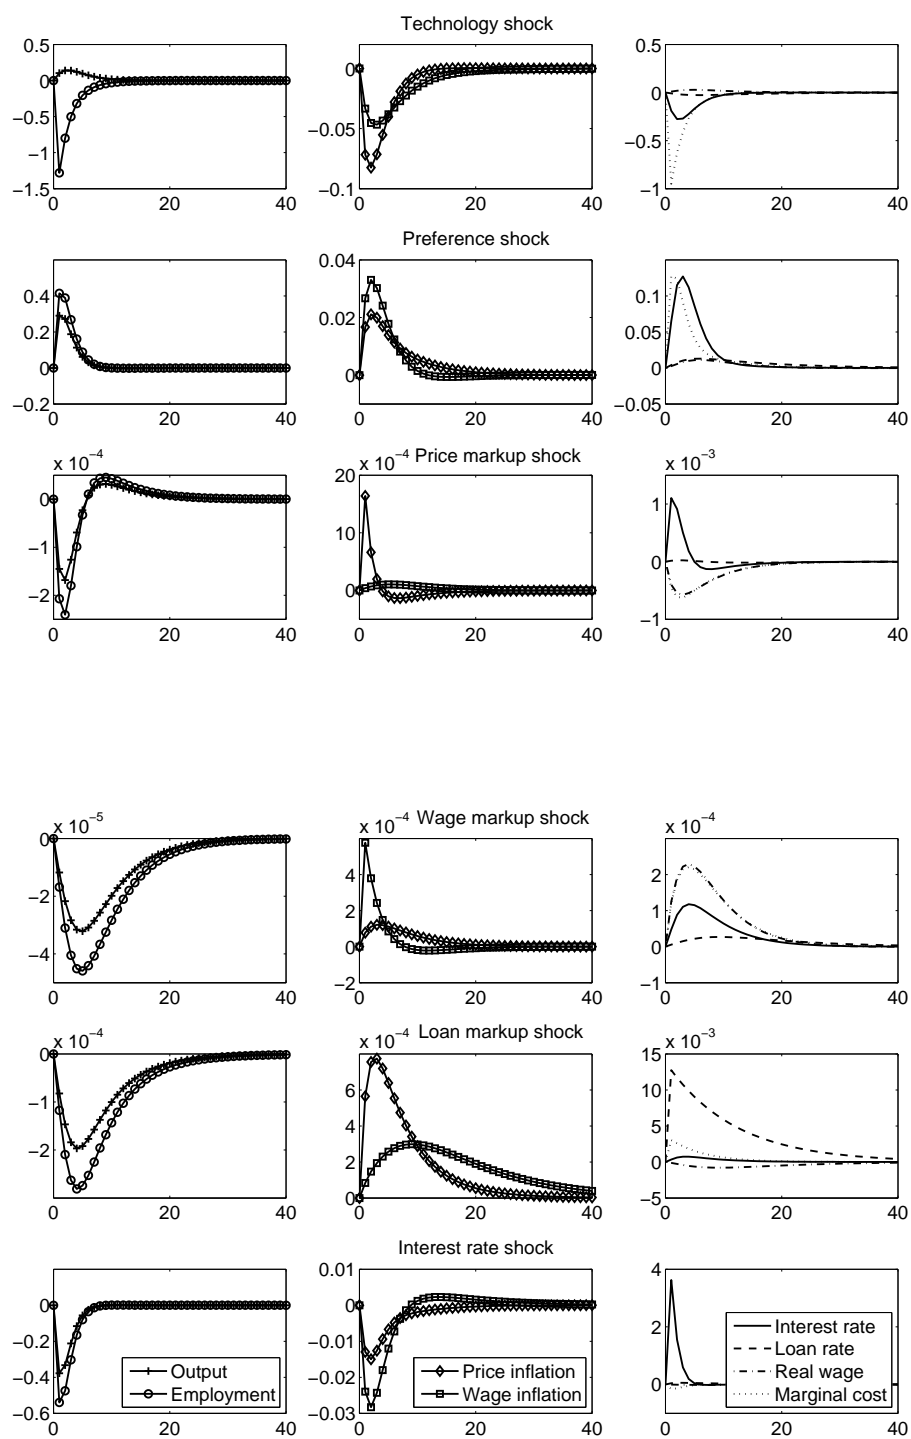 Technology shock
0.5
0
−0.5
−1
−1.5
0 20 40
0
−0.05
−0.1
0 20 40
0.5
0
−0.5
−1
0 20 40
Preference shock
0.4
0.2
0
−0.2
0 20 40
0.04
0.02
0
0 20 40
0.1
0.05
0
−0.05
0 20 40
Price markup shock
x 10⁻⁴
0
−1
−2
0 20 40
x 10⁻⁴
20
10
0
0 20 40
x 10⁻³
1
0
−1
0 20 40
Wage markup shock
x 10⁻⁵
0
−2
−4
0 20 40
x 10⁻⁴
6
4
2
0
−2
0 20 40
x 10⁻⁴
2
1
0
−1
0 20 40
Loan markup shock
x 10⁻⁴
0
−1
−2
0 20 40
x 10⁻⁴
6
4
2
0
0 20 40
x 10⁻³
15
10
5
0
−5
0 20 40
Interest rate shock
0
−0.2
−0.4
−0.6
0 20 40
Output
Employment
0.01
0
−0.01
−0.02
−0.03
0 20 40
Price inflation
Wage inflation
4
2
0
0 20 40
Interest rate
Loan rate
Real wage
Marginal cost